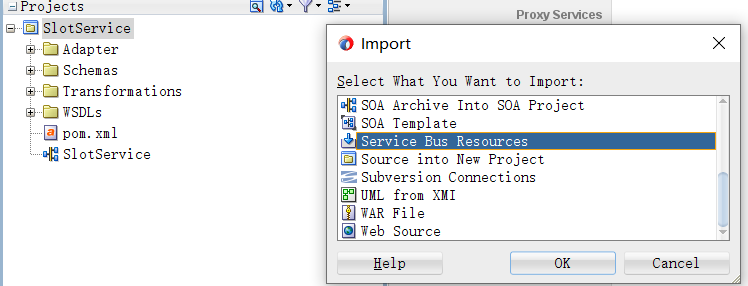 Projects
SlotService
Adapter
Schemas
Transformations
WSDLs
pom.xml
SlotService
Proxy Services
Import
Select What You Want to Import:
SOA Archive Into SOA Project
SOA Template
Service Bus Resources
Source into New Project
Subversion Connections
UML from XMI
WAR File
Web Source
Help
OK
Cancel